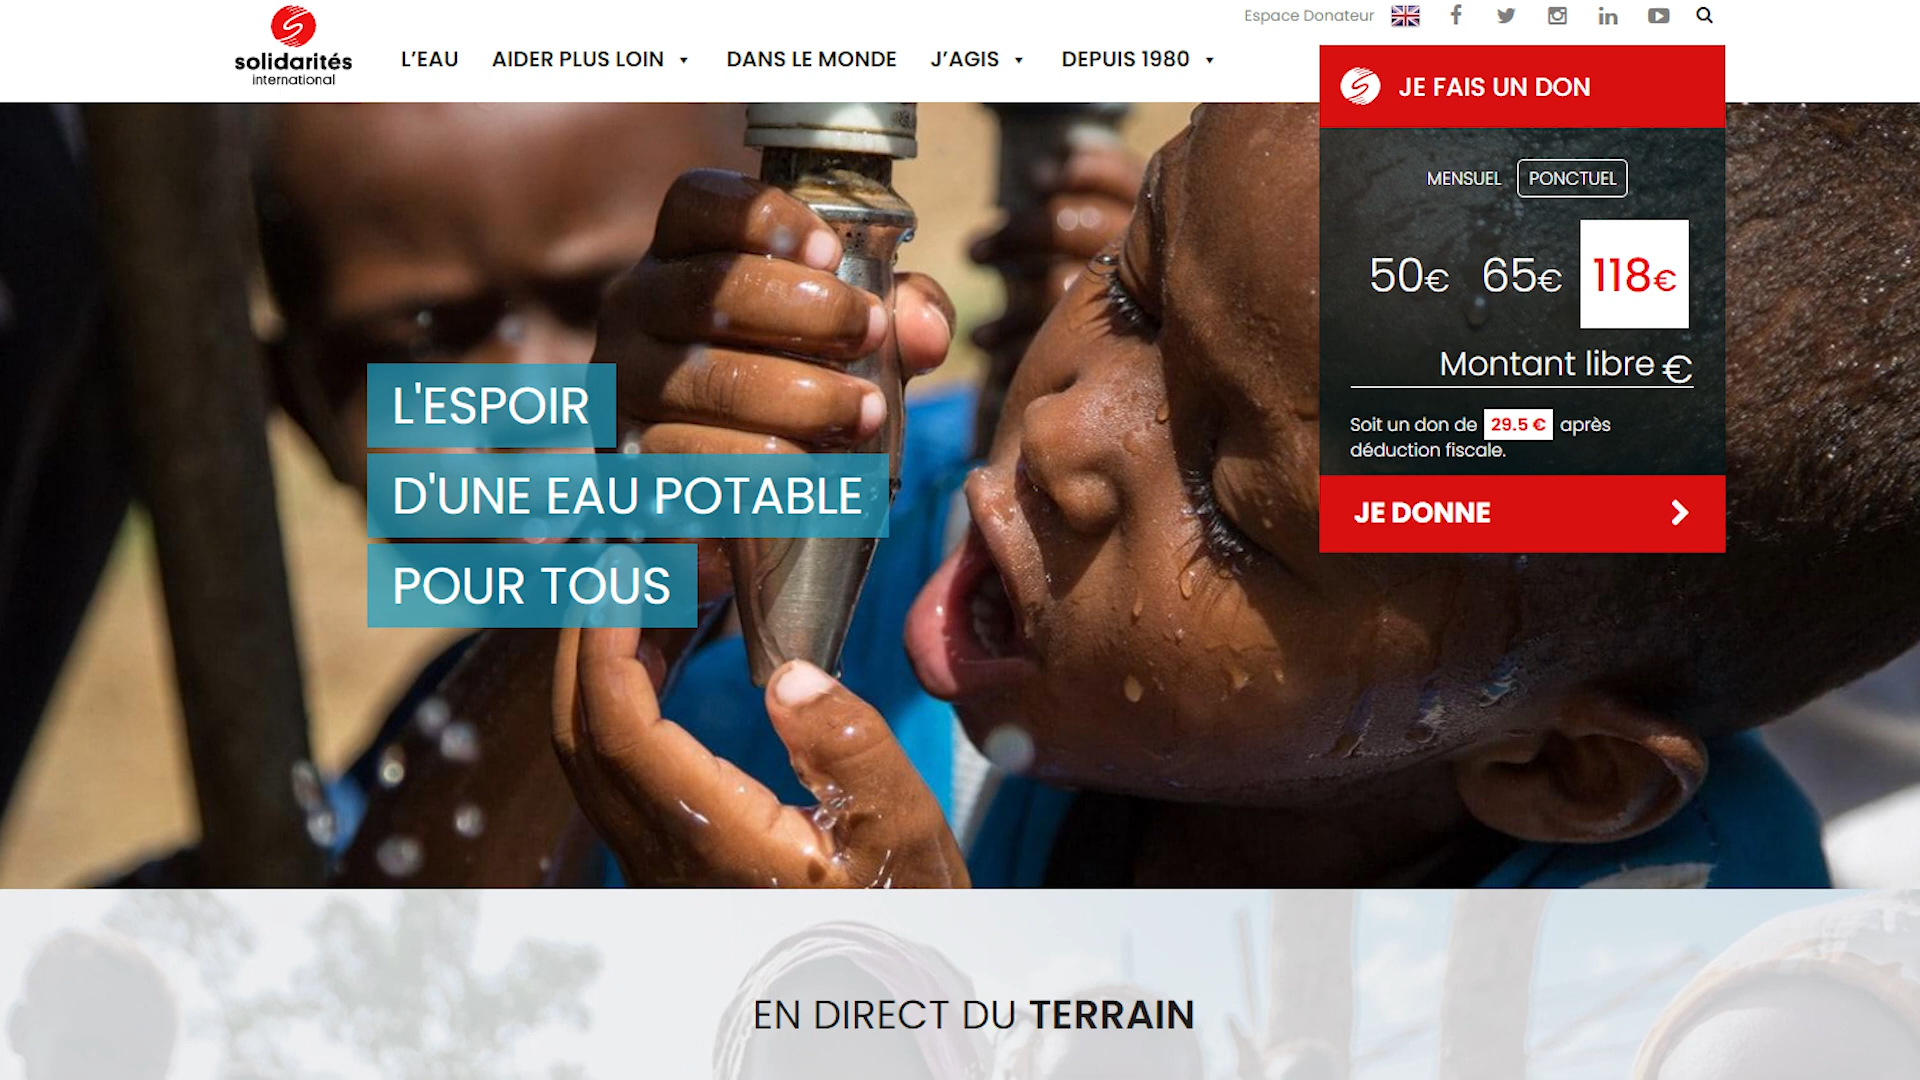 Espace Donateur
solidarités
international
L'EAU
AIDER PLUS LOIN
DANS LE MONDE
J'AGIS
DEPUIS 1980
JE FAIS UN DON
MENSUEL
PONCTUEL
50€
65€
118€
Montant libre €
Soit un don de 29.5 € après
déduction fiscale.
JE DONNE
L'ESPOIR
D'UNE EAU POTABLE
POUR TOUS
EN DIRECT DU TERRAIN